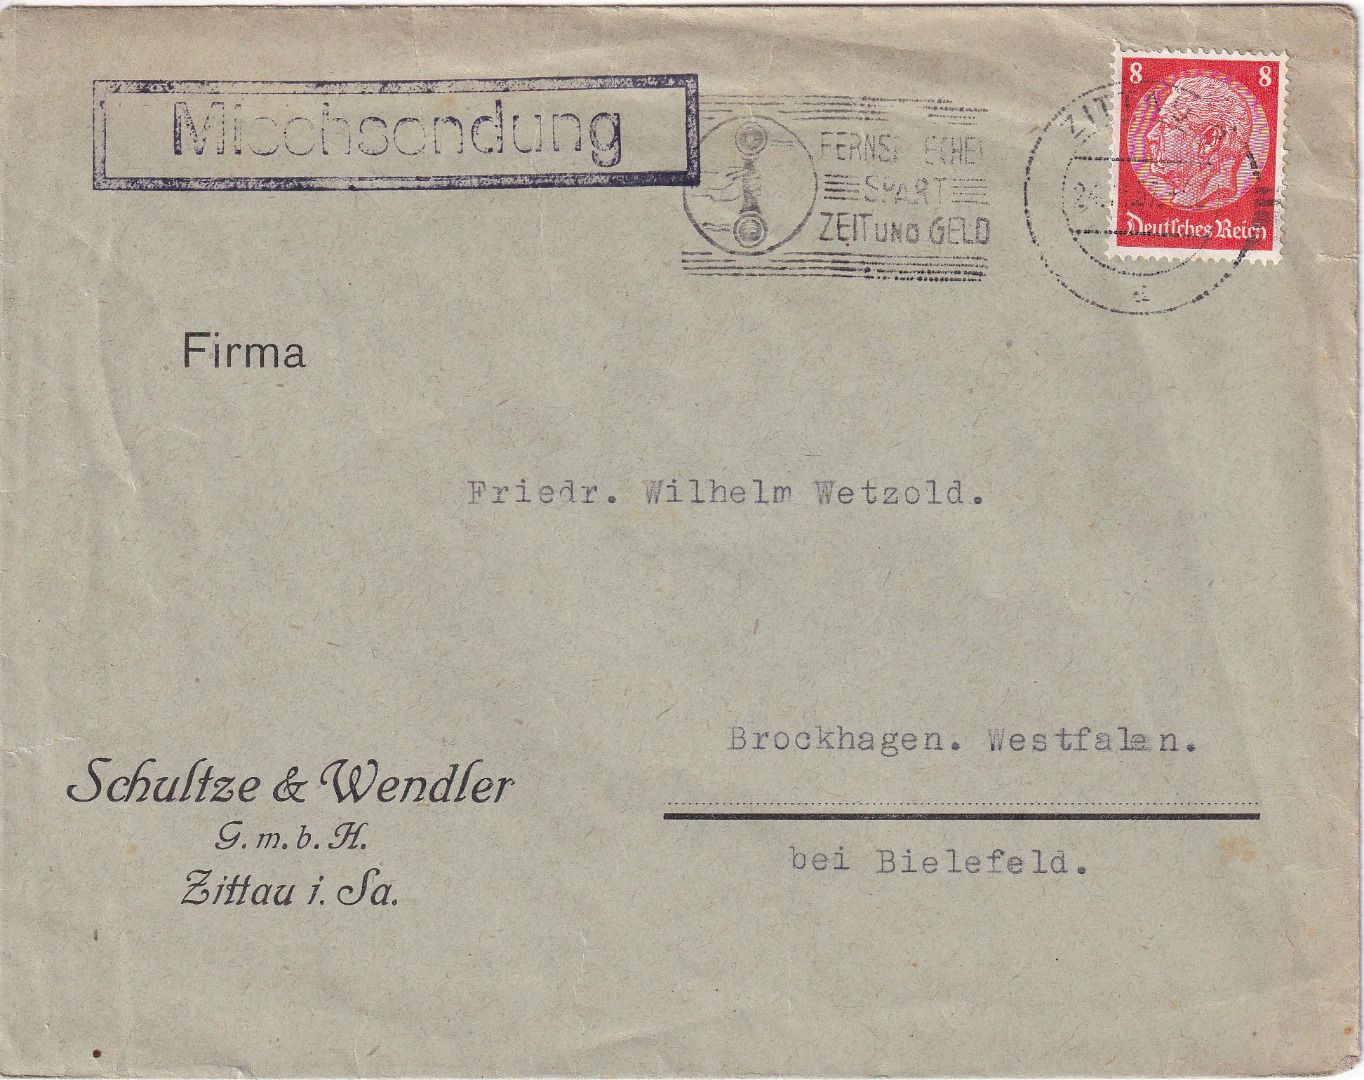 Mischsendung
FERNSPRECHER
SPART
ZEIT UND GELD
ZITTAU
8 8
Deutsches Reich
Firma
Friedr. Wilhelm Wetzold.
Brockhagen. Westfalen.
bei Bielefeld.
Schultze & Wendler
G. m. b. H.
Zittau i. Sa.